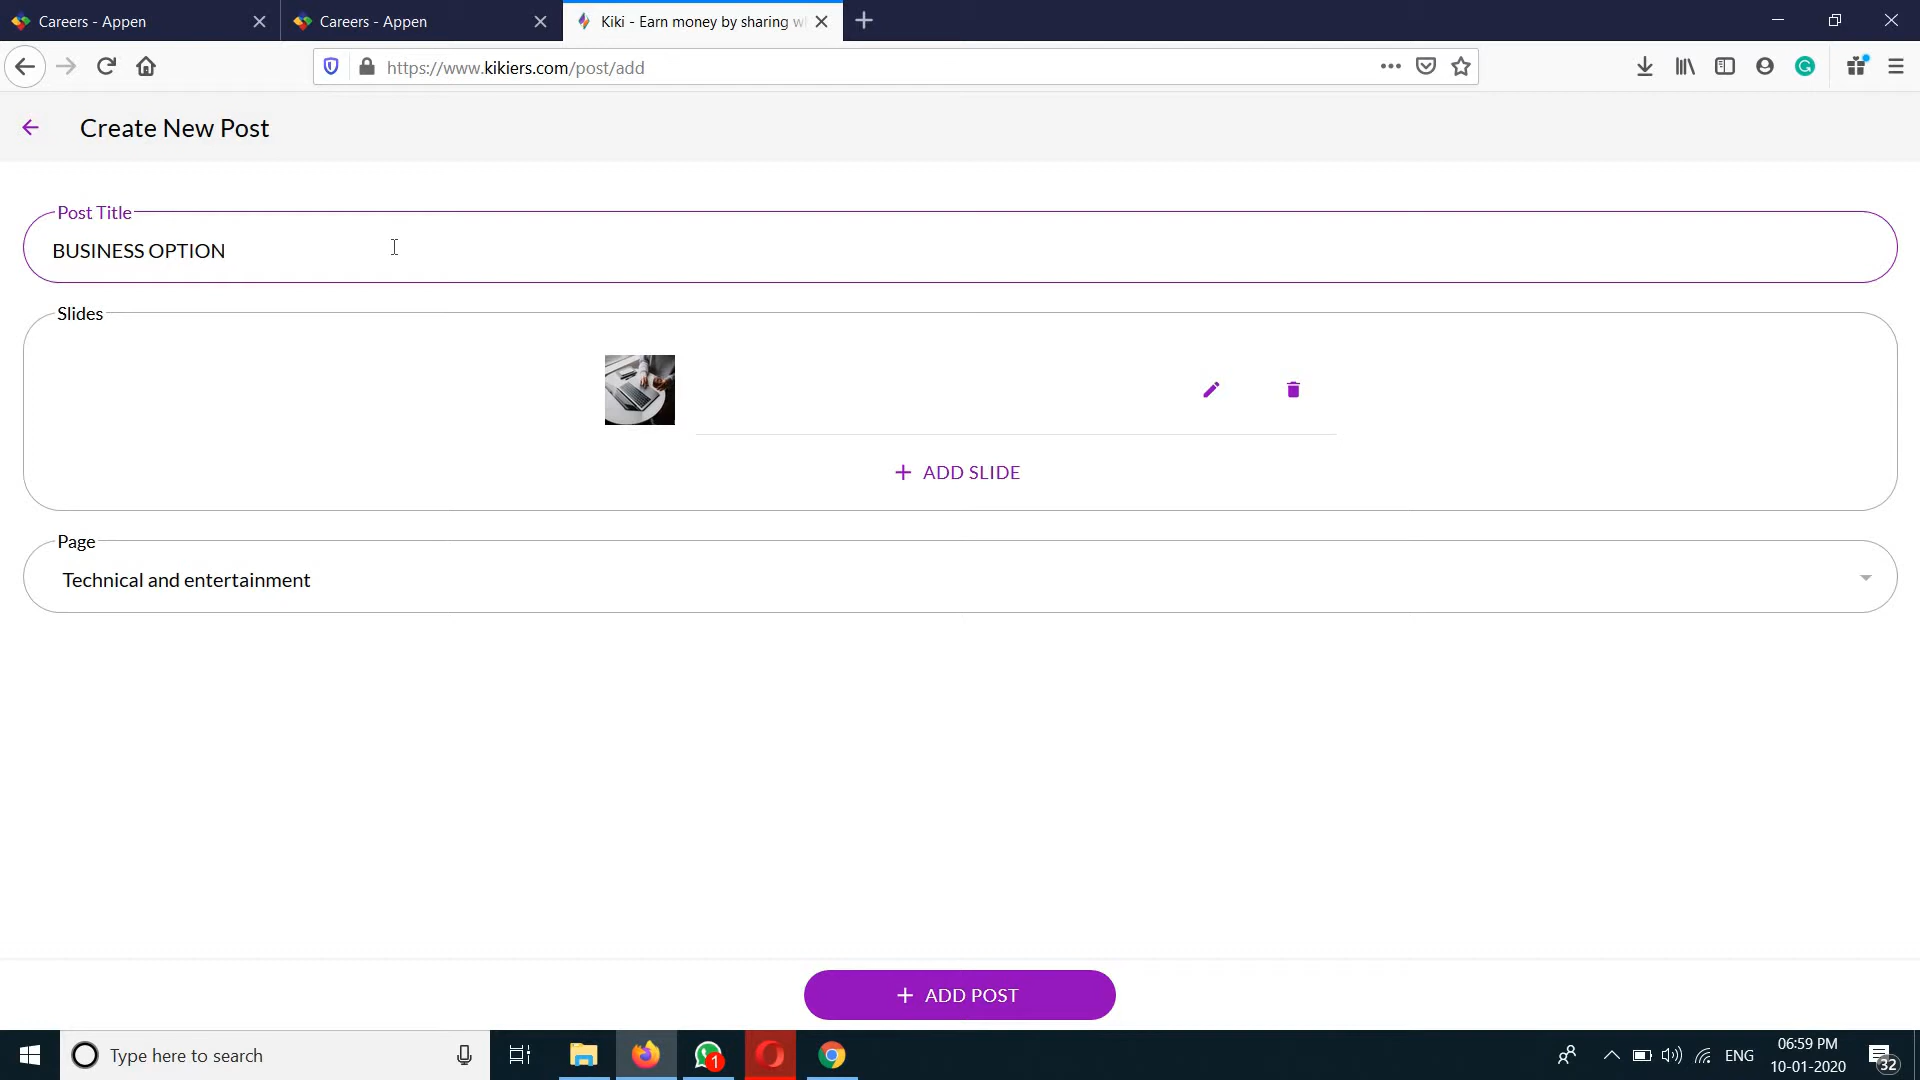 Careers - Appen
Careers - Appen
Kiki - Earn money by sharing w
https://www.kikiers.com/post/add
Create New Post
Post Title
BUSINESS OPTION
Slides
+ ADD SLIDE
Page
Technical and entertainment
+ ADD POST
Type here to search
1
ENG
06:59 PM
10-01-2020
32